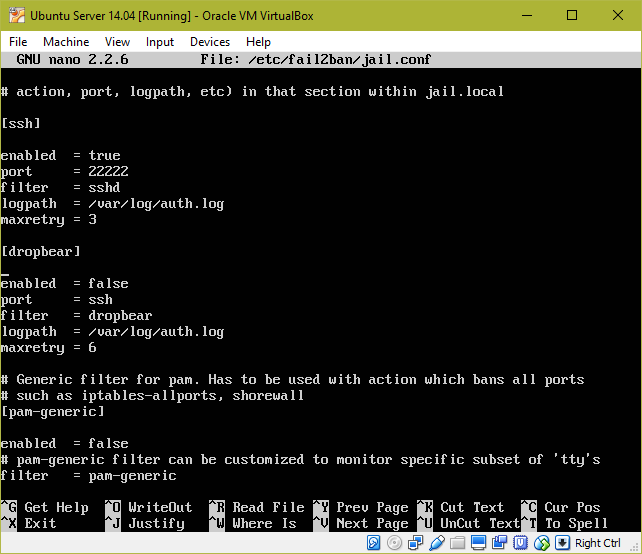 Ubuntu Server 14.04 [Running] - Oracle VM VirtualBox
File Machine View Input Devices Help
GNU nano 2.2.6 File: /etc/fail2ban/jail.conf
# action, port, logpath, etc) in that section within jail.local
[ssh]
enabled = true
port = 22222
filter = sshd
logpath = /var/log/auth.log
maxretry = 3
[dropbear]
enabled = false
port = ssh
filter = dropbear
logpath = /var/log/auth.log
maxretry = 6
# Generic filter for pam. Has to be used with action which bans all ports
# such as iptables-allports, shorewall
[pam-generic]
enabled = false
# pam-generic filter can be customized to monitor specific subset of 'tty's
filter = pam-generic
^G Get Help ^O WriteOut ^R Read File ^Y Prev Page ^K Cut Text ^C Cur Pos
^X Exit ^J Justify ^W Where Is ^V Next Page ^U UnCut Text ^T To Spell
Right Ctrl